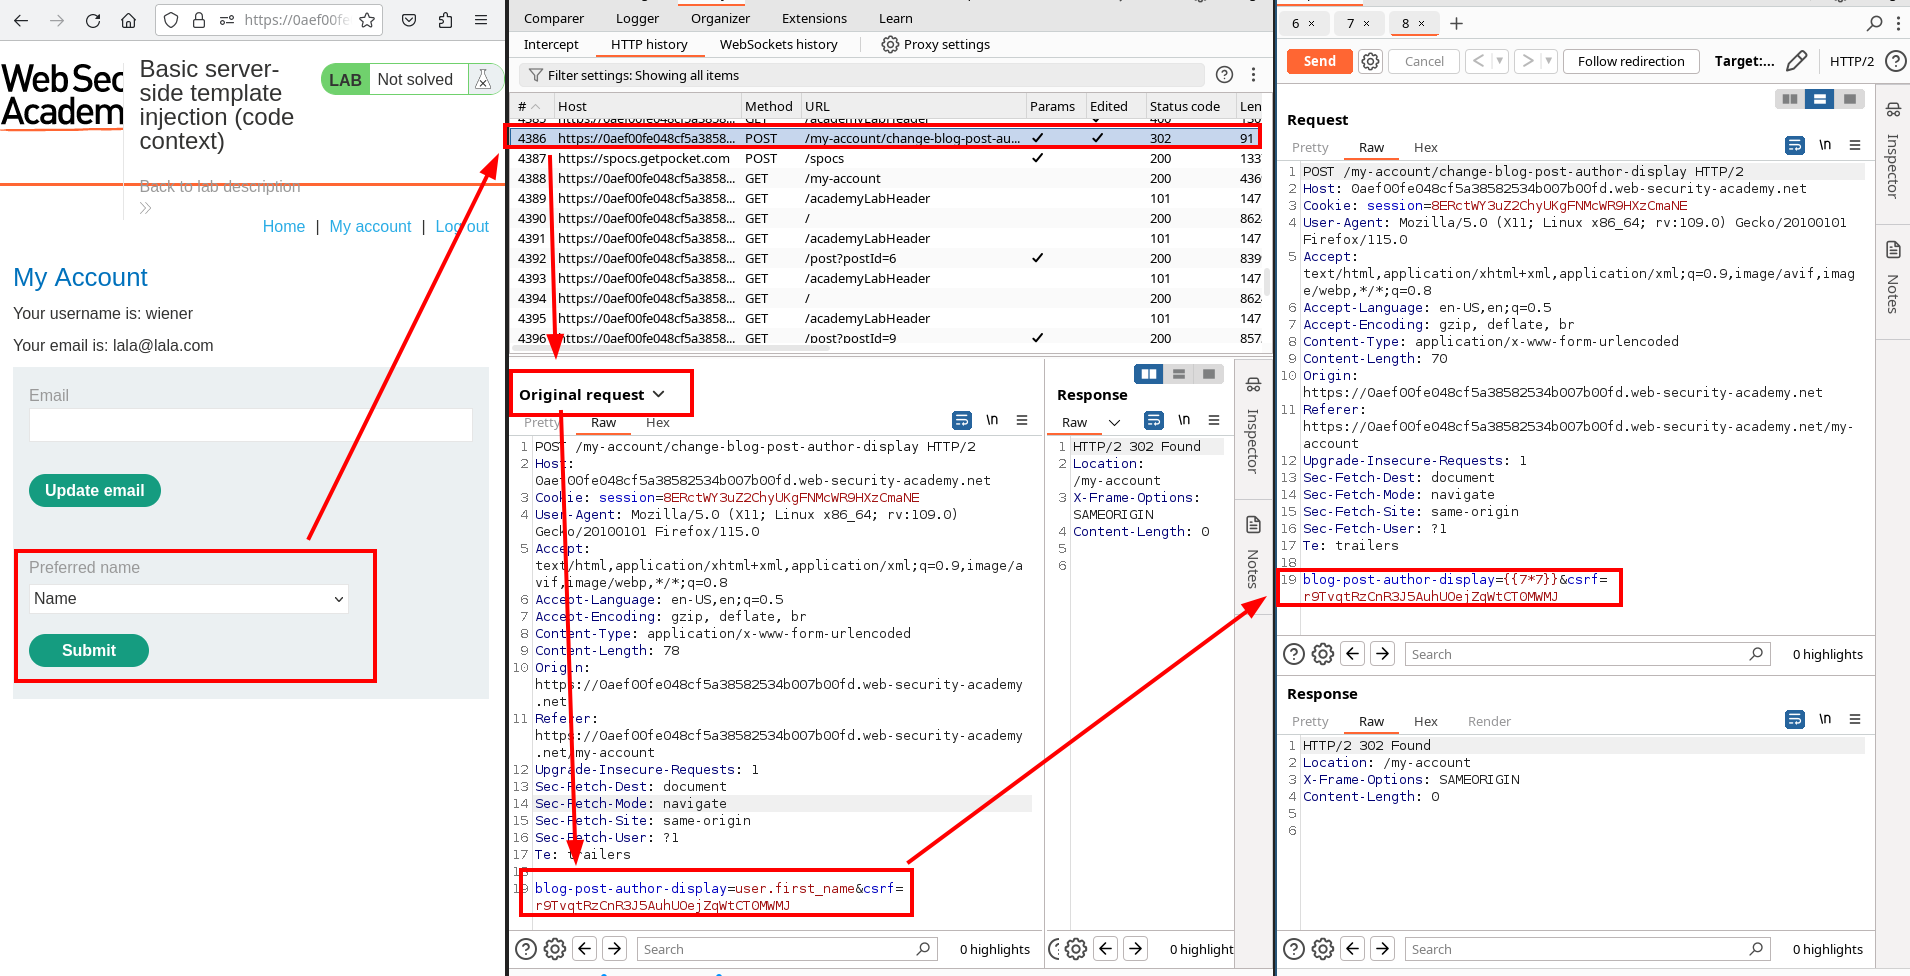 https://0aef00fe
Web Sec
Academ
Basic server-
side template
injection (code
context)
LAB Not solved
Back to lab description
Home | My account | Log out
My Account
Your username is: wiener
Your email is: lala@lala.com
Email
Update email
Preferred name
Name
Submit
Comparer Logger Organizer Extensions Learn
Intercept HTTP history WebSockets history Proxy settings
Filter settings: Showing all items
# Host Method URL Params Edited Status code Len
4385 https://0aef00fe048cf5a3858... GET /academyLabHeader 400 150
4386 https://0aef00fe048cf5a3858... POST /my-account/change-blog-post-au... 302 91
4387 https://spocs.getpocket.com POST /spocs 200 133
4388 https://0aef00fe048cf5a3858... GET /my-account 200 436
4389 https://0aef00fe048cf5a3858... GET /academyLabHeader 101 147
4390 https://0aef00fe048cf5a3858... GET / 200 862
4391 https://0aef00fe048cf5a3858... GET /academyLabHeader 101 147
4392 https://0aef00fe048cf5a3858... GET /post?postId=6 200 839
4393 https://0aef00fe048cf5a3858... GET /academyLabHeader 101 147
4394 https://0aef00fe048cf5a3858... GET / 200 862
4395 https://0aef00fe048cf5a3858... GET /academyLabHeader 101 147
4396 https://0aef00fe048cf5a3858... GET /post?postId=9 200 857
Original request
Pretty Raw Hex \n
1 POST /my-account/change-blog-post-author-display HTTP/2
2 Host:
0aef00fe048cf5a38582534b007b00fd.web-security-academy.net
3 Cookie: session=8ERctWY3uZ2ChyUKgFNMcWR9HXzCmaNE
4 User-Agent: Mozilla/5.0 (X11; Linux x86_64; rv:109.0)
Gecko/20100101 Firefox/115.0
5 Accept:
text/html,application/xhtml+xml,application/xml;q=0.9,image/a
vif,image/webp,*/*;q=0.8
6 Accept-Language: en-US,en;q=0.5
7 Accept-Encoding: gzip, deflate, br
8 Content-Type: application/x-www-form-urlencoded
9 Content-Length: 78
10 Origin:
https://0aef00fe048cf5a38582534b007b00fd.web-security-academy
.net
11 Referer:
https://0aef00fe048cf5a38582534b007b00fd.web-security-academy
.net/my-account
12 Upgrade-Insecure-Requests: 1
13 Sec-Fetch-Dest: document
14 Sec-Fetch-Mode: navigate
15 Sec-Fetch-Site: same-origin
16 Sec-Fetch-User: ?1
17 Te: trailers
18
19 blog-post-author-display=user.first_name&csrf=
r9TvqtRzCnR3J5AuhUOejZqWtCTOMWMJ
Search 0 highlights
Response
Raw \n
1 HTTP/2 302 Found
2 Location:
/my-account
3 X-Frame-Options:
SAMEORIGIN
4 Content-Length: 0
5
6
0 highlight
Inspector
Notes
6 × 7 × 8 × +
Send Cancel < > Follow redirection Target:... HTTP/2
Request
Pretty Raw Hex \n
1 POST /my-account/change-blog-post-author-display HTTP/2
2 Host: 0aef00fe048cf5a38582534b007b00fd.web-security-academy.net
3 Cookie: session=8ERctWY3uZ2ChyUKgFNMcWR9HXzCmaNE
4 User-Agent: Mozilla/5.0 (X11; Linux x86_64; rv:109.0) Gecko/20100101
Firefox/115.0
5 Accept:
text/html,application/xhtml+xml,application/xml;q=0.9,image/avif,imag
e/webp,*/*;q=0.8
6 Accept-Language: en-US,en;q=0.5
7 Accept-Encoding: gzip, deflate, br
8 Content-Type: application/x-www-form-urlencoded
9 Content-Length: 70
10 Origin:
https://0aef00fe048cf5a38582534b007b00fd.web-security-academy.net
11 Referer:
https://0aef00fe048cf5a38582534b007b00fd.web-security-academy.net/my-
account
12 Upgrade-Insecure-Requests: 1
13 Sec-Fetch-Dest: document
14 Sec-Fetch-Mode: navigate
15 Sec-Fetch-Site: same-origin
16 Sec-Fetch-User: ?1
17 Te: trailers
18
19 blog-post-author-display={{7*7}}&csrf=
r9TvqtRzCnR3J5AuhUOejZqWtCTOMWMJ
Search 0 highlights
Response
Pretty Raw Hex Render \n
1 HTTP/2 302 Found
2 Location: /my-account
3 X-Frame-Options: SAMEORIGIN
4 Content-Length: 0
5
6
Search 0 highlights
Inspector
Notes